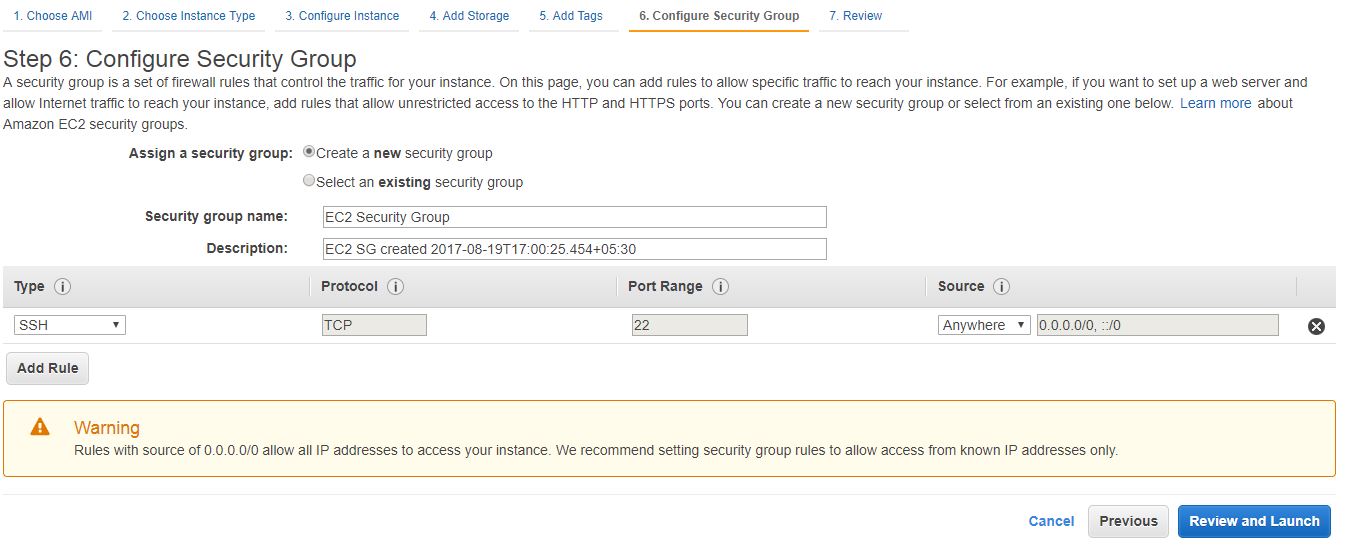 1. Choose AMI 2. Choose Instance Type 3. Configure Instance 4. Add Storage 5. Add Tags 6. Configure Security Group 7. Review
Step 6: Configure Security Group
A security group is a set of firewall rules that control the traffic for your instance. On this page, you can add rules to allow specific traffic to reach your instance. For example, if you want to set up a web server and
allow Internet traffic to reach your instance, add rules that allow unrestricted access to the HTTP and HTTPS ports. You can create a new security group or select from an existing one below. Learn more about
Amazon EC2 security groups.
Assign a security group: Create a new security group
Select an existing security group
Security group name: EC2 Security Group
Description: EC2 SG created 2017-08-19T17:00:25.454+05:30
Type i Protocol i Port Range i Source i
SSH TCP 22 Anywhere 0.0.0.0/0, ::/0
Add Rule
Warning
Rules with source of 0.0.0.0/0 allow all IP addresses to access your instance. We recommend setting security group rules to allow access from known IP addresses only.
Cancel Previous Review and Launch